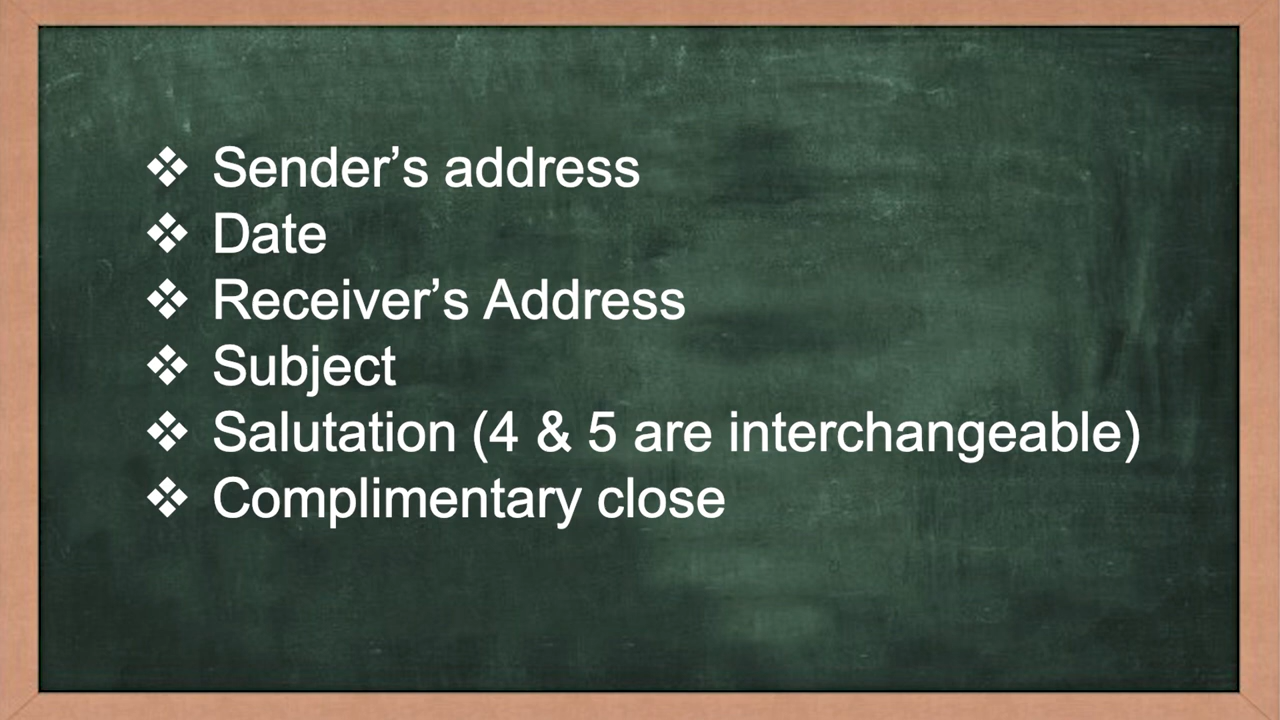 ❖ Sender’s address
❖ Date
❖ Receiver’s Address
❖ Subject
❖ Salutation (4 & 5 are interchangeable)
❖ Complimentary close